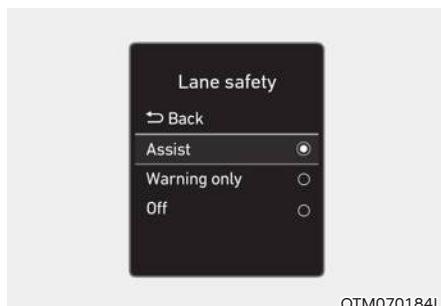 Lane safety
Back
Assist
Warning only
Off
OTM070184L